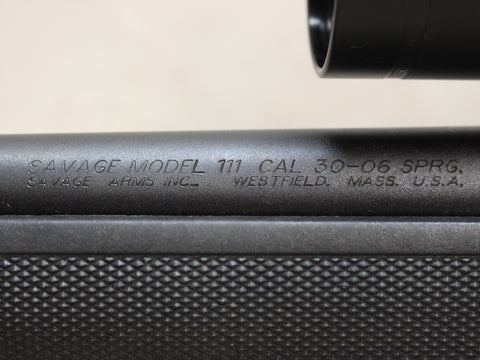 SAVAGE MODEL 111 CAL 30-06 SPRG.
SAVAGE ARMS INC., WESTFIELD, MASS. U.S.A.